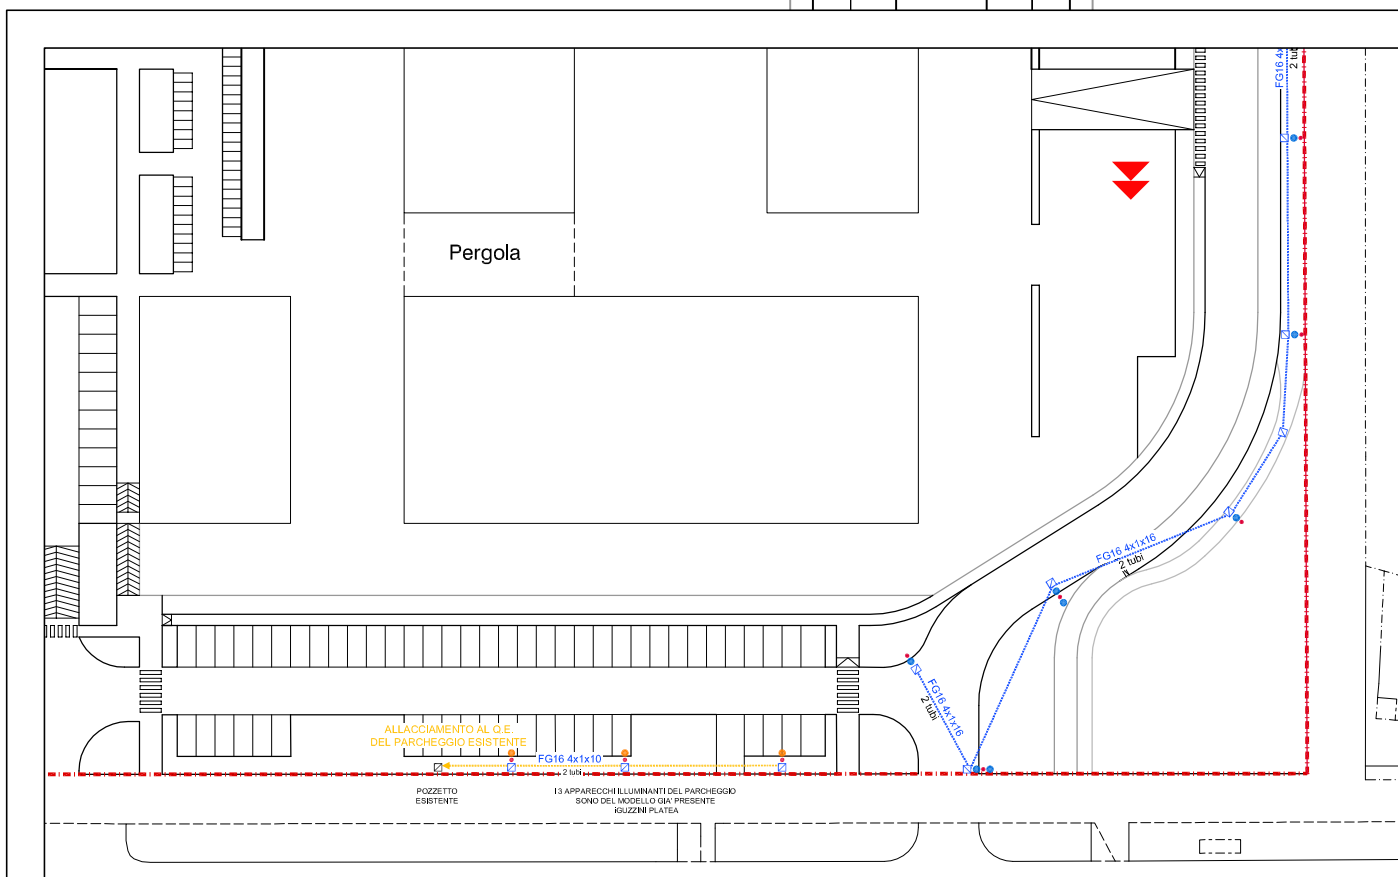 FG16 4x1
2 tubi
Pergola
FG16 4x1x16
2 tubi
FG16 4x1x16
2 tubi
ALLACCIAMENTO AL Q.E.
DEL PARCHEGGIO ESISTENTE
FG16 4x1x10
2 tubi
POZZETTO
ESISTENTE
I 3 APPARECCHI ILLUMINANTI DEL PARCHEGGIO
SONO DEL MODELLO GIA' PRESENTE
iGUZZINI PLATEA